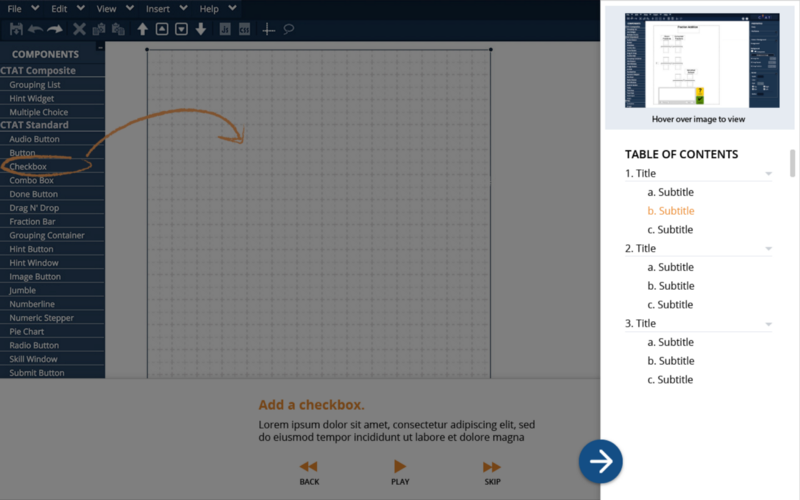 File Edit View Insert Help
COMPONENTS
CTAT Composite
Grouping List
Hint Widget
Multiple Choice
CTAT Standard
Audio Button
Button
Checkbox
Combo Box
Done Button
Drag N' Drop
Fraction Bar
Grouping Container
Hint Button
Hint Window
Image Button
Jumble
Numberline
Numeric Stepper
Pie Chart
Radio Button
Skill Window
Submit Button
Add a checkbox.
Lorem ipsum dolor sit amet, consectetur adipiscing elit, sed
do eiusmod tempor incididunt ut labore et dolore magna
BACK PLAY SKIP
Hover over image to view
TABLE OF CONTENTS
1. Title
a. Subtitle
b. Subtitle
c. Subtitle
2. Title
a. Subtitle
b. Subtitle
c. Subtitle
3. Title
a. Subtitle
b. Subtitle
c. Subtitle